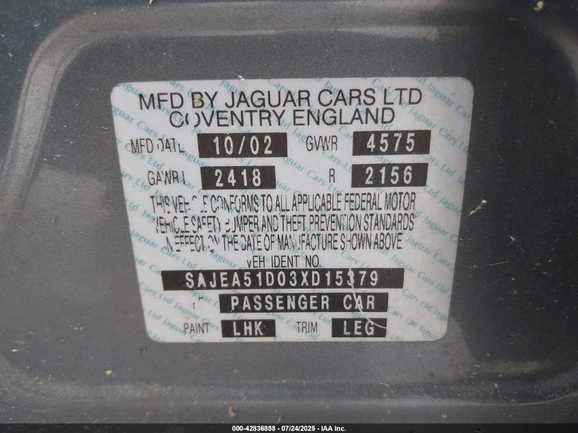 MFD BY JAGUAR CARS LTD
COVENTRY ENGLAND
MFD DATE 10/02 GVWR 4575
GAWR 2418 R 2156
THIS VEHICLE CONFORMS TO ALL APPLICABLE FEDERAL MOTOR
VEHICLE SAFETY BUMPER AND THEFT PREVENTION STANDARDS
IN EFFECT ON THE DATE OF MANUFACTURE SHOWN ABOVE
VEH IDENT NO.
SAJEA51D03XD15379
PASSENGER CAR
PAINT LHK TRIM LEG
000-42836858 - 07/24/2025 - IAA Inc.